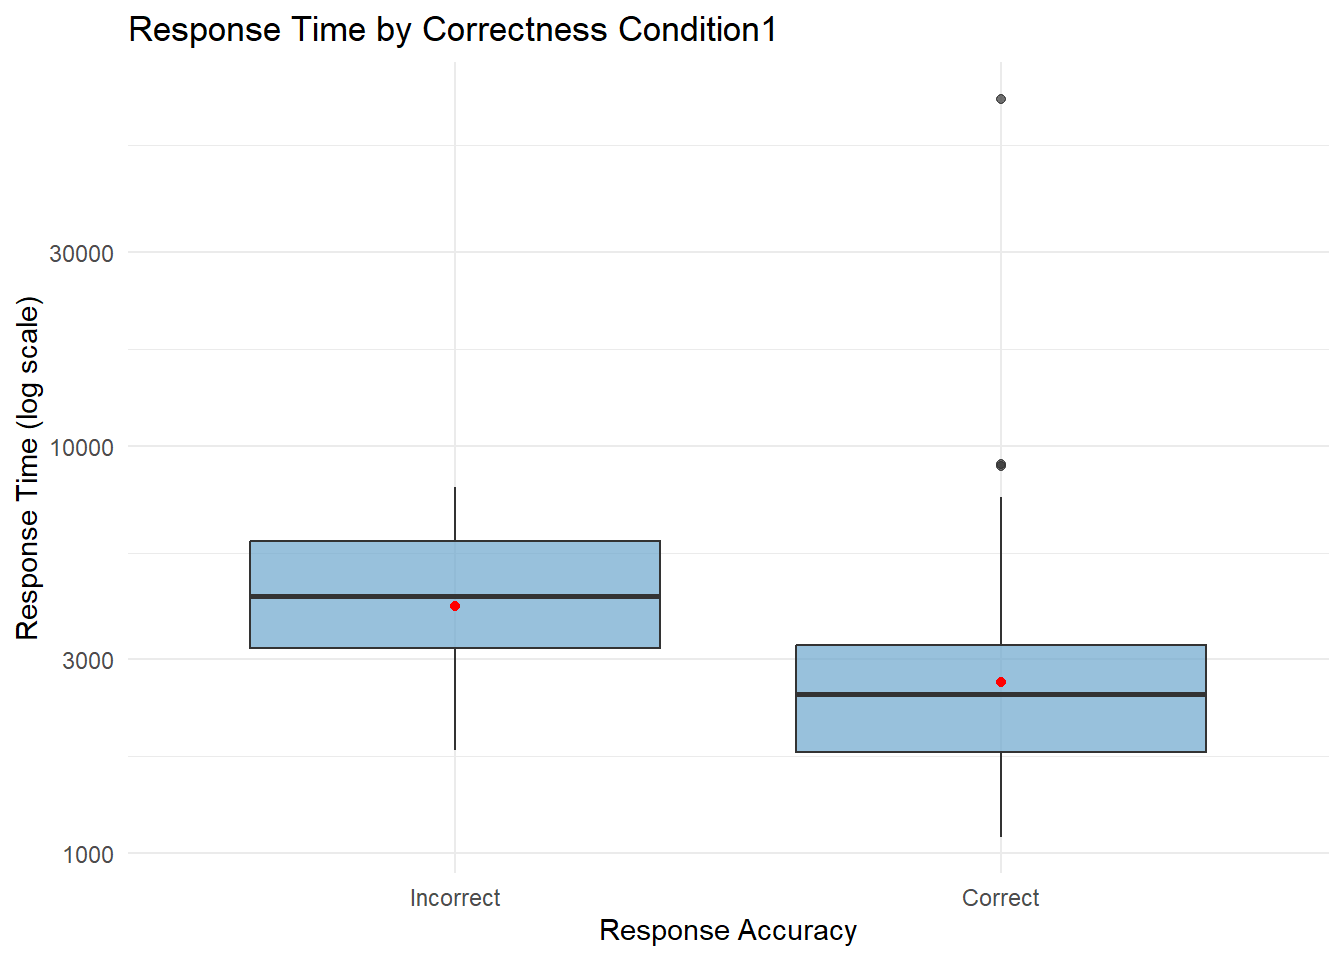 Response Time by Correctness Condition1
Response Time (log scale)
30000
10000
3000
1000
Incorrect
Correct
Response Accuracy